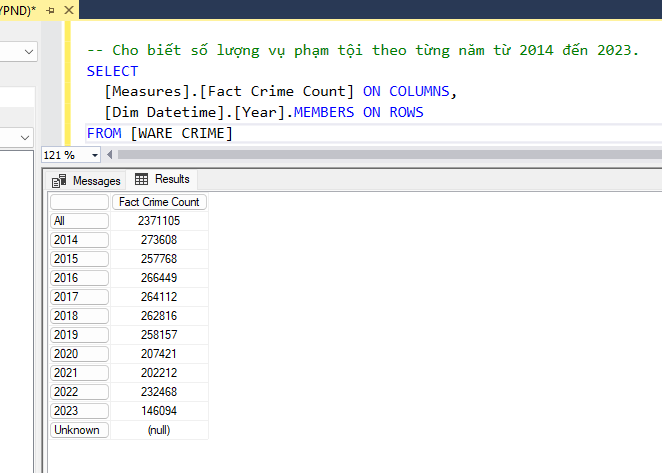 YPND)*
-- Cho biết số lượng vụ phạm tội theo từng năm từ 2014 đến 2023.
SELECT
[Measures].[Fact Crime Count] ON COLUMNS,
[Dim Datetime].[Year].MEMBERS ON ROWS
FROM [WARE CRIME]
121 %
Messages Results
Fact Crime Count
All 2371105
2014 273608
2015 257768
2016 266449
2017 264112
2018 262816
2019 258157
2020 207421
2021 202212
2022 232468
2023 146094
Unknown (null)